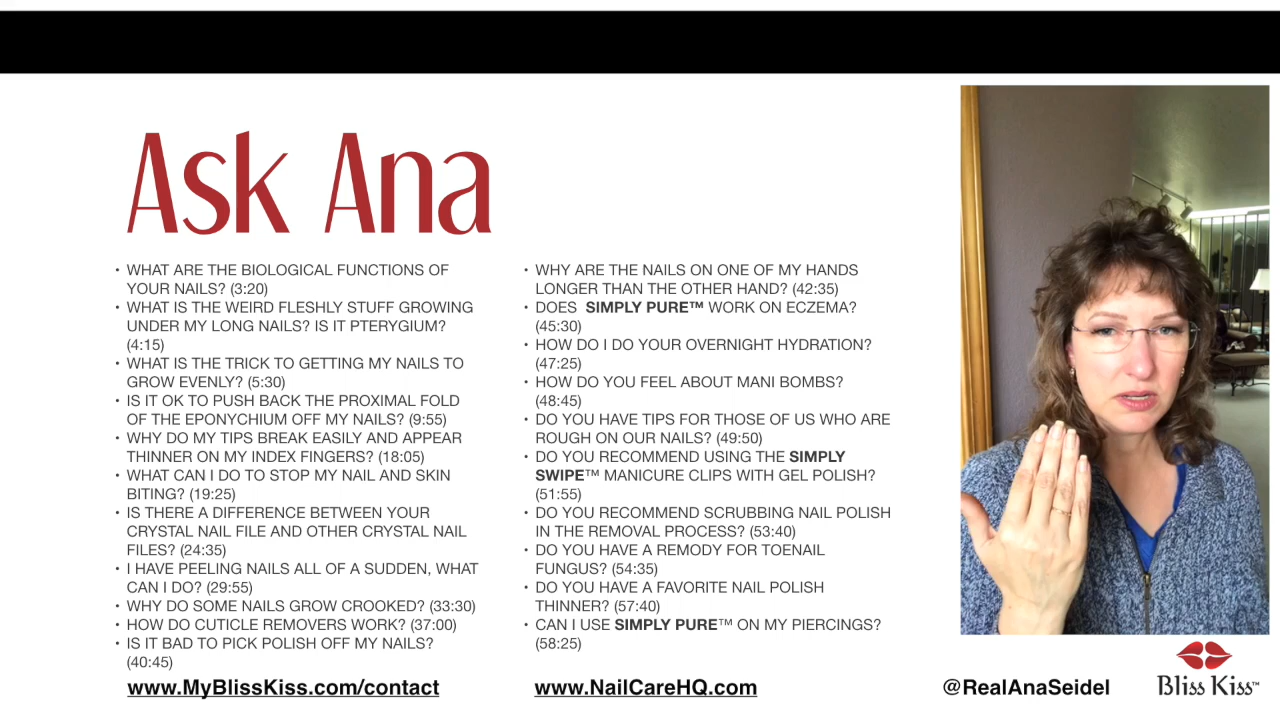 Ask Ana
• WHAT ARE THE BIOLOGICAL FUNCTIONS OF
YOUR NAILS? (3:20)
• WHAT IS THE WEIRD FLESHLY STUFF GROWING
UNDER MY LONG NAILS? IS IT PTERYGIUM?
(4:15)
• WHAT IS THE TRICK TO GETTING MY NAILS TO
GROW EVENLY? (5:30)
• IS IT OK TO PUSH BACK THE PROXIMAL FOLD
OF THE EPONYCHIUM OFF MY NAILS? (9:55)
• WHY DO MY TIPS BREAK EASILY AND APPEAR
THINNER ON MY INDEX FINGERS? (18:05)
• WHAT CAN I DO TO STOP MY NAIL AND SKIN
BITING? (19:25)
• IS THERE A DIFFERENCE BETWEEN YOUR
CRYSTAL NAIL FILE AND OTHER CRYSTAL NAIL
FILES? (24:35)
• I HAVE PEELING NAILS ALL OF A SUDDEN, WHAT
CAN I DO? (29:55)
• WHY DO SOME NAILS GROW CROOKED? (33:30)
• HOW DO CUTICLE REMOVERS WORK? (37:00)
• IS IT BAD TO PICK POLISH OFF MY NAILS?
(40:45)
• WHY ARE THE NAILS ON ONE OF MY HANDS
LONGER THAN THE OTHER HAND? (42:35)
• DOES SIMPLY PURE™ WORK ON ECZEMA?
(45:30)
• HOW DO I DO YOUR OVERNIGHT HYDRATION?
(47:25)
• HOW DO YOU FEEL ABOUT MANI BOMBS?
(48:45)
• DO YOU HAVE TIPS FOR THOSE OF US WHO ARE
ROUGH ON OUR NAILS? (49:50)
• DO YOU RECOMMEND USING THE SIMPLY
SWIPE™ MANICURE CLIPS WITH GEL POLISH?
(51:55)
• DO YOU RECOMMEND SCRUBBING NAIL POLISH
IN THE REMOVAL PROCESS? (53:40)
• DO YOU HAVE A REMODY FOR TOENAIL
FUNGUS? (54:35)
• DO YOU HAVE A FAVORITE NAIL POLISH
THINNER? (57:40)
• CAN I USE SIMPLY PURE™ ON MY PIERCINGS?
(58:25)
www.MyBlissKiss.com/contact
www.NailCareHQ.com
@RealAnaSeidel
Bliss Kiss™